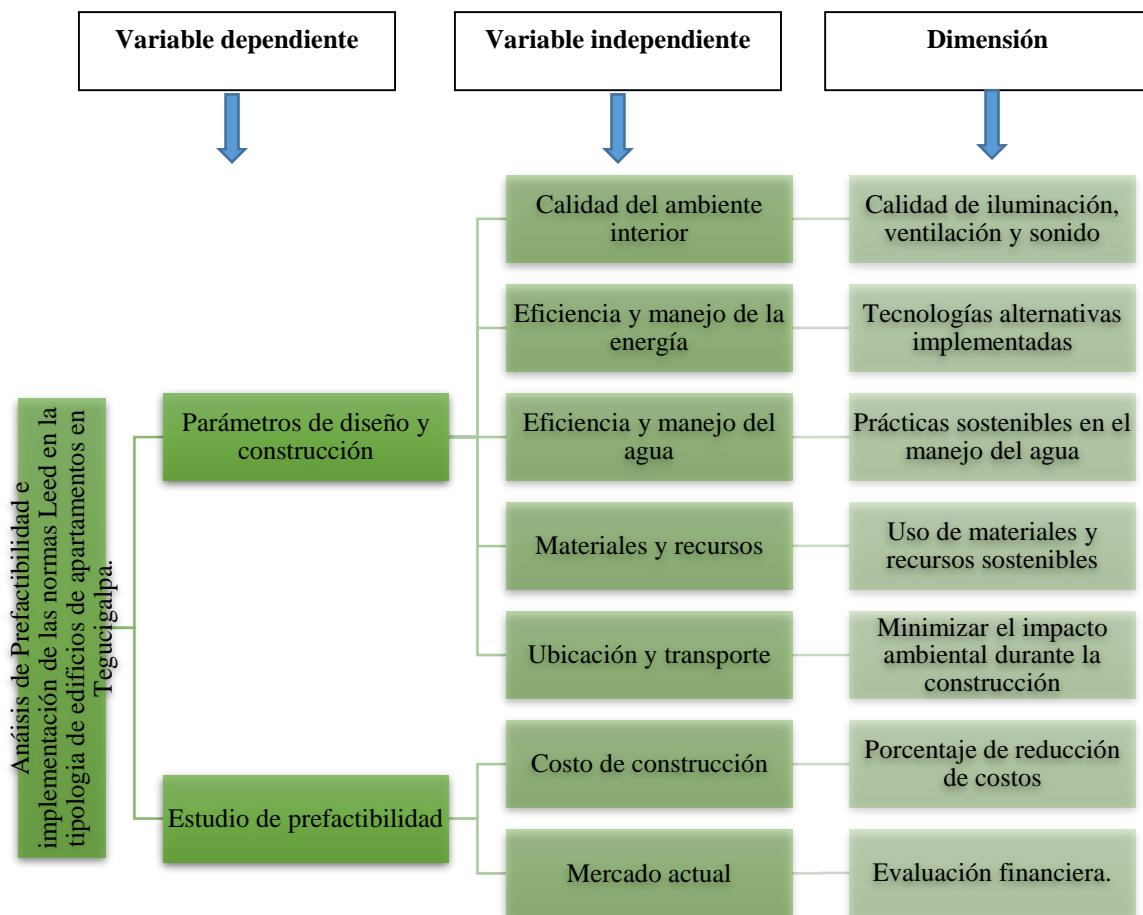 Variable dependiente
Variable independiente
Dimensión
Anáisis de Prefactibilidad e
implementación de las normas Leed en la
tipologia de edificios de apartamentos en
Tegucigalpa.
Parámetros de diseño y
construcción
Calidad del ambiente
interior
Calidad de iluminación,
ventilación y sonido
Eficiencia y manejo de la
energía
Tecnologías alternativas
implementadas
Eficiencia y manejo del
agua
Prácticas sostenibles en el
manejo del agua
Materiales y recursos
Uso de materiales y
recursos sostenibles
Ubicación y transporte
Minimizar el impacto
ambiental durante la
construcción
Estudio de prefactibilidad
Costo de construcción
Porcentaje de reducción
de costos
Mercado actual
Evaluación financiera.